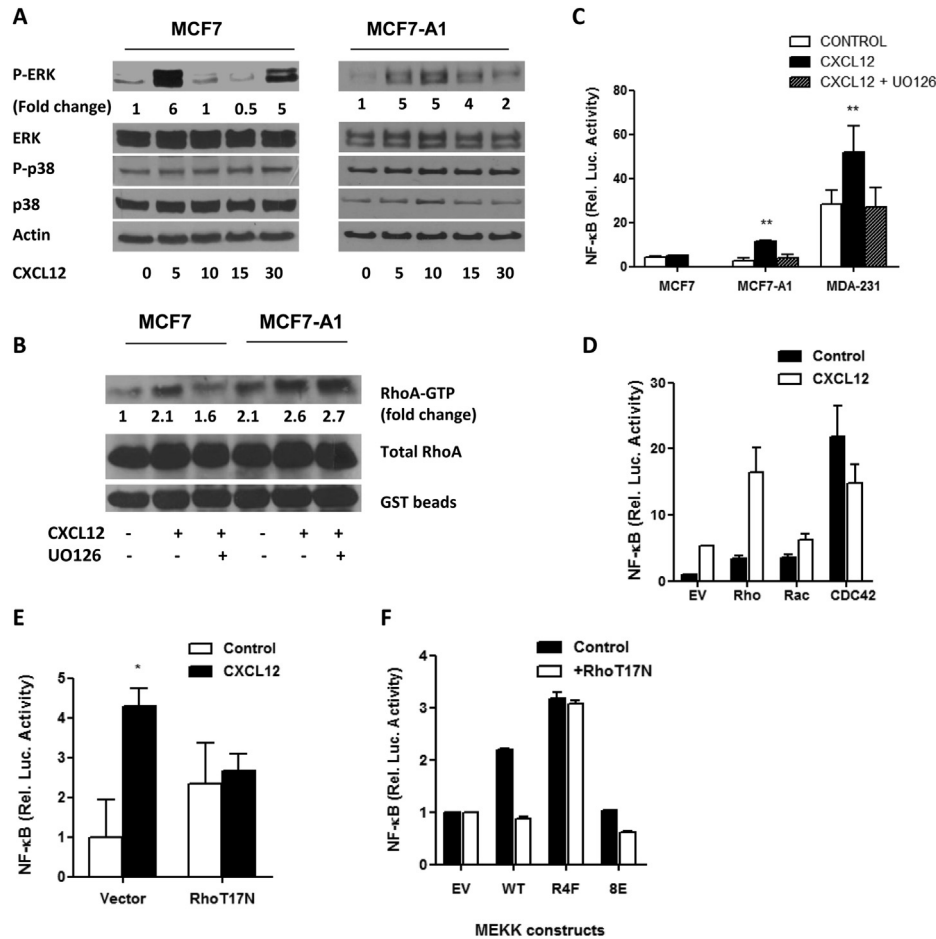 A
MCF7
MCF7-A1
P-ERK
(Fold change)
1 6 1 0.5 5
1 5 5 4 2
ERK
P-p38
p38
Actin
CXCL12
0 5 10 15 30
0 5 10 15 30
B
MCF7
MCF7-A1
RhoA-GTP
(fold change)
1 2.1 1.6 2.1 2.6 2.7
Total RhoA
GST beads
CXCL12 - + + - + +
UO126 - + - +
C
CONTROL
CXCL12
CXCL12 + UO126
NF-κB (Rel. Luc. Activity)
80
60
40
20
0
**
**
MCF7 MCF7-A1 MDA-231
D
Control
CXCL12
NF-κB (Rel. Luc. Activity)
30
20
10
0
EV Rho Rac CDC42
E
Control
CXCL12
NF-κB (Rel. Luc. Activity)
5
4
3
2
1
0
*
Vector RhoT17N
F
Control
+RhoT17N
NF-κB (Rel. Luc. Activity)
4
3
2
1
0
EV WT R4F 8E
MEKK constructs